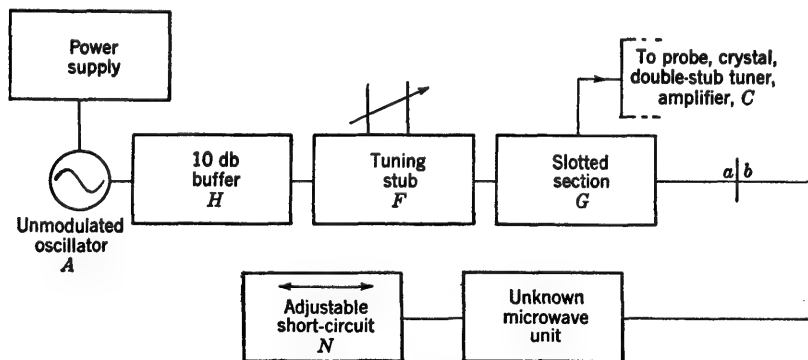 Power
supply
To probe, crystal,
double-stub tuner,
amplifier, C
10 db
buffer
H
Tuning
stub
F
Slotted
section
G
a b
Unmodulated
oscillator
A
Adjustable
short-circuit
N
Unknown
microwave
unit